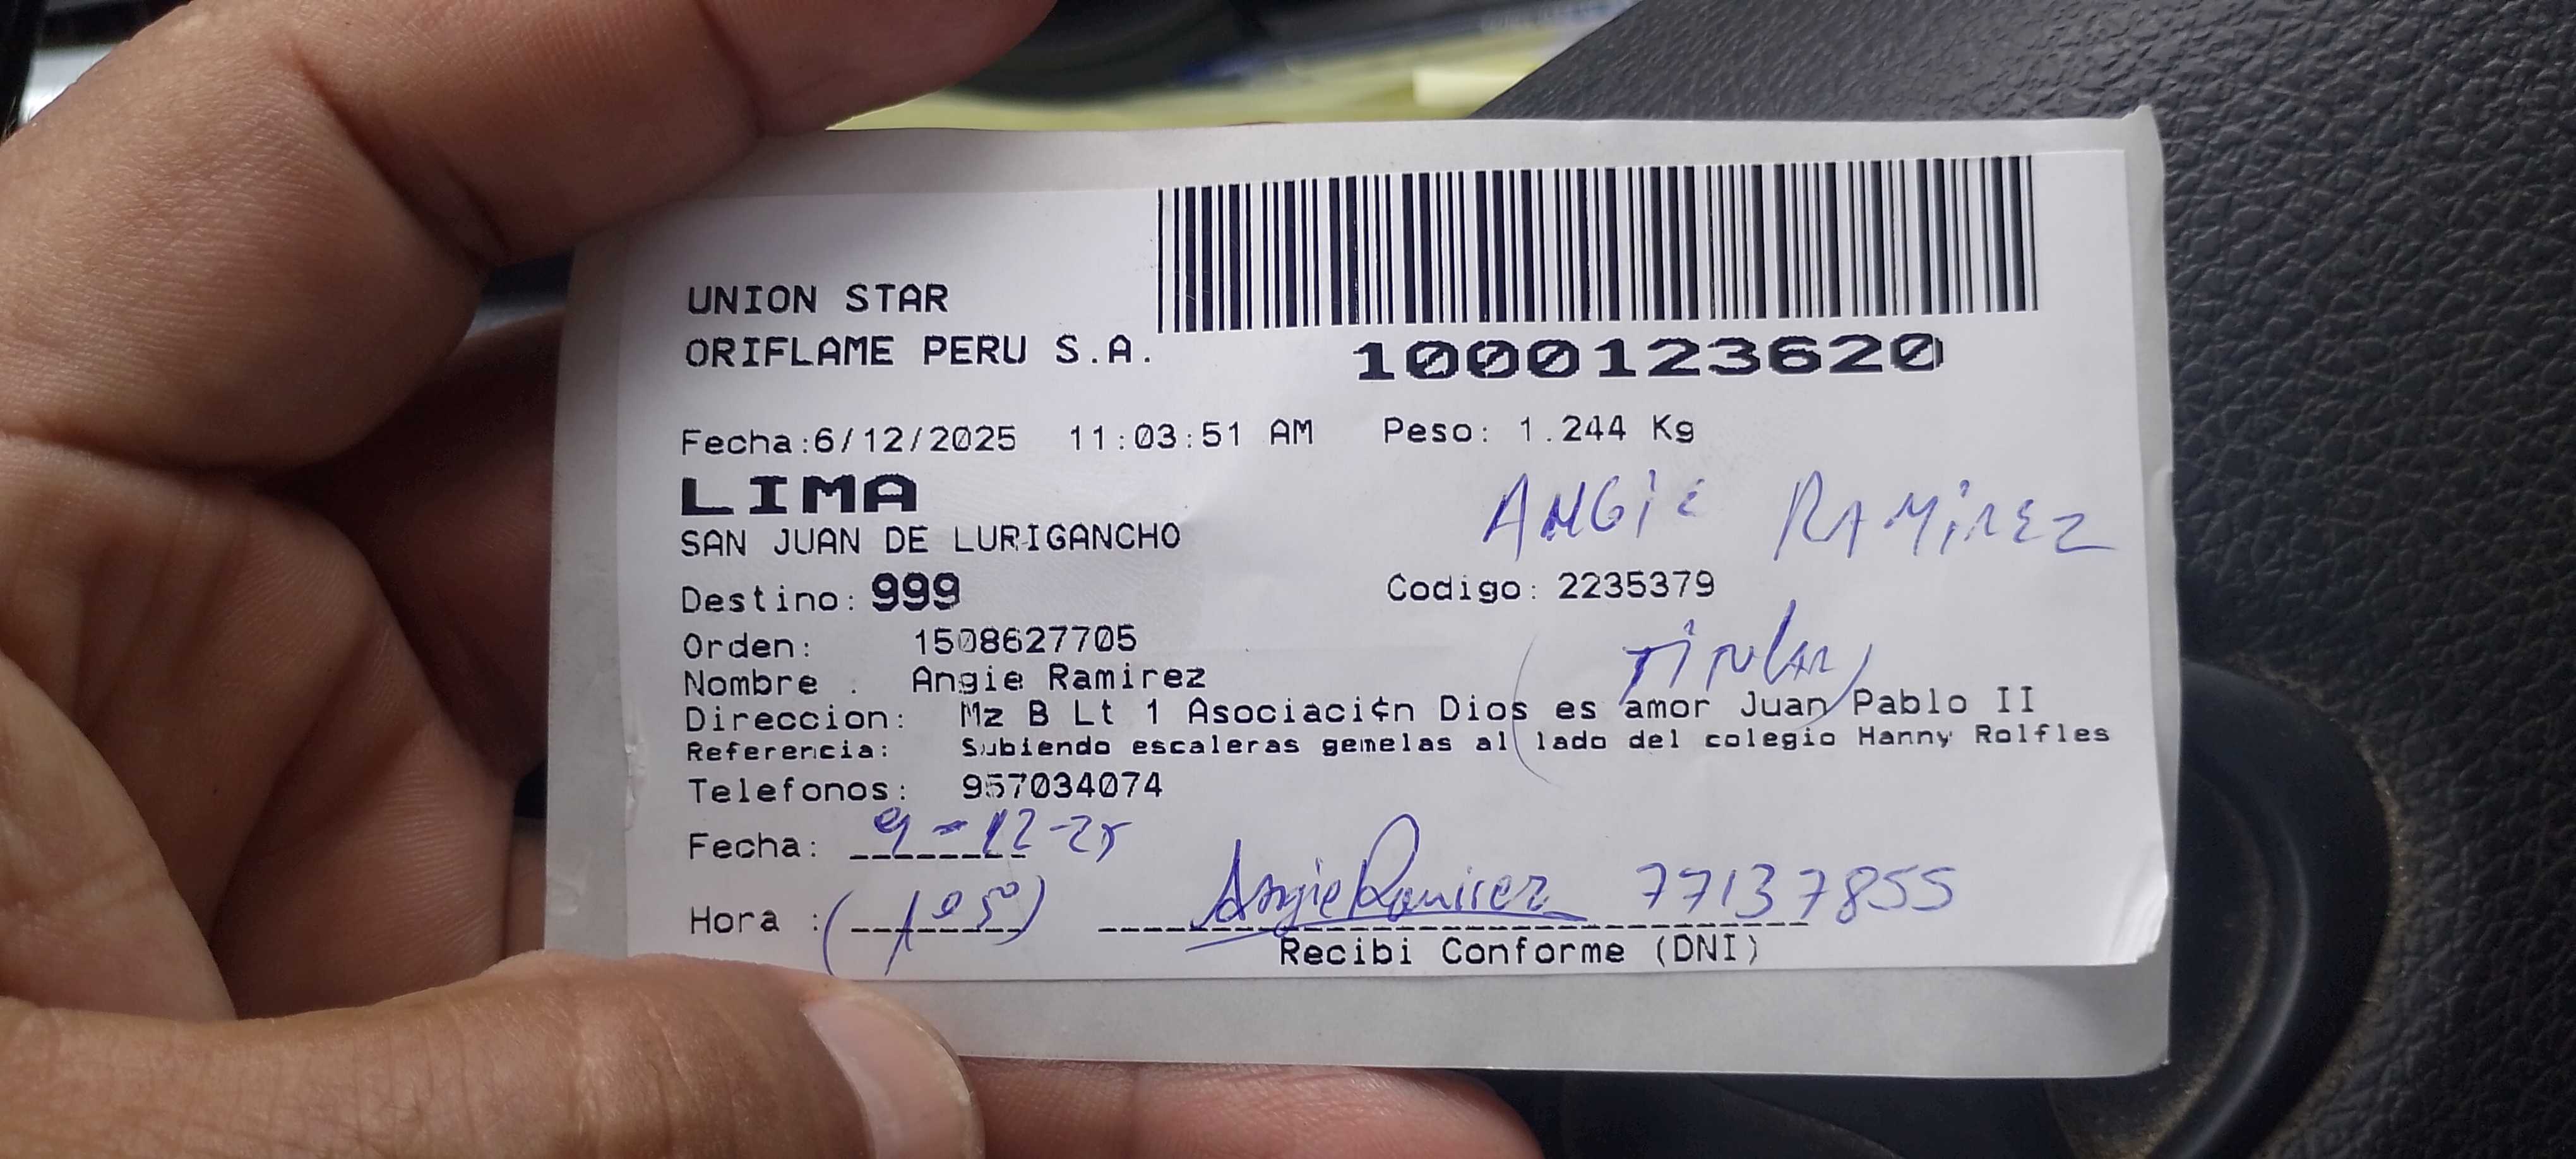 UNION STAR
ORIFLAME PERU S.A.
1000123620
Fecha:6/12/2025 11:03:51 AM Peso: 1.244 Kg
LIMA
ANGIE RAMIREZ
SAN JUAN DE LURIGANCHO
Destino: 999 Codigo: 2235379
Orden: 1508627705
(TiTulAR)
Nombre : Angie Ramirez
Direccion: Mz B Lt 1 Asociaci¢n Dios es amor Juan Pablo II
Referencia: Subiendo escaleras gemelas al lado del colegio Hanny Rolfles
Telefonos: 957034074
Fecha: 9-12-25
Hora :(1:50) Angie Ramirez 77137855
Recibi Conforme (DNI)